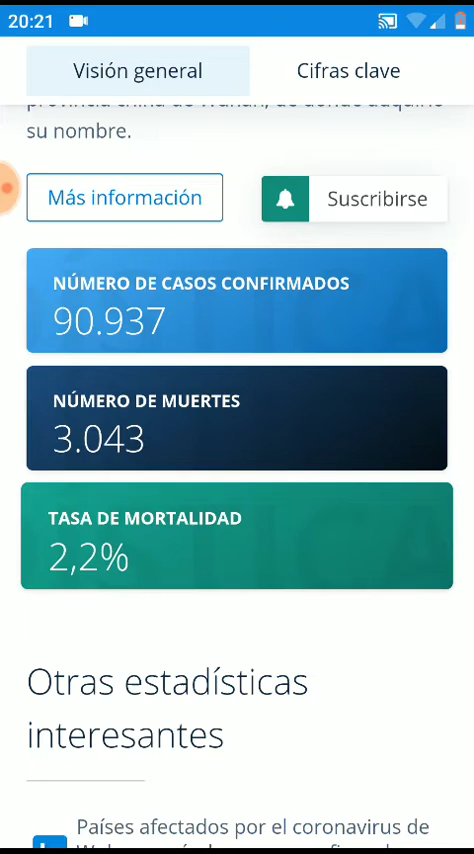 20:21
Visión general
Cifras clave
su nombre.
Más información
Suscribirse
NÚMERO DE CASOS CONFIRMADOS
90.937
NÚMERO DE MUERTES
3.043
TASA DE MORTALIDAD
2,2%
Otras estadísticas
interesantes
Países afectados por el coronavirus de